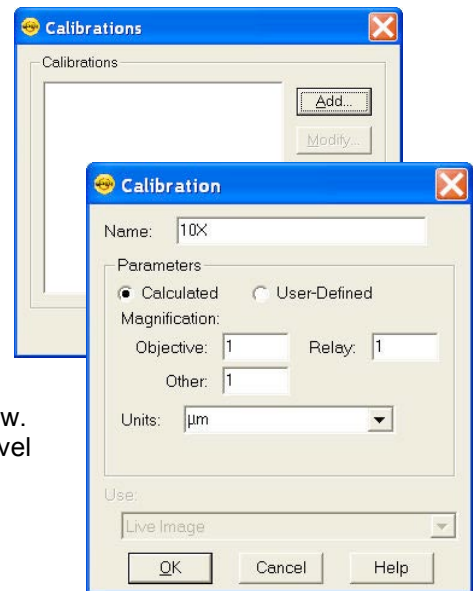 Calibrations
Calibrations
Add...
Modify...
Calibration
Name: 10X
Parameters
Calculated User-Defined
Magnification:
Objective: 1 Relay: 1
Other: 1
Units: µm
Use:
Live Image
OK Cancel Help
w.
vel